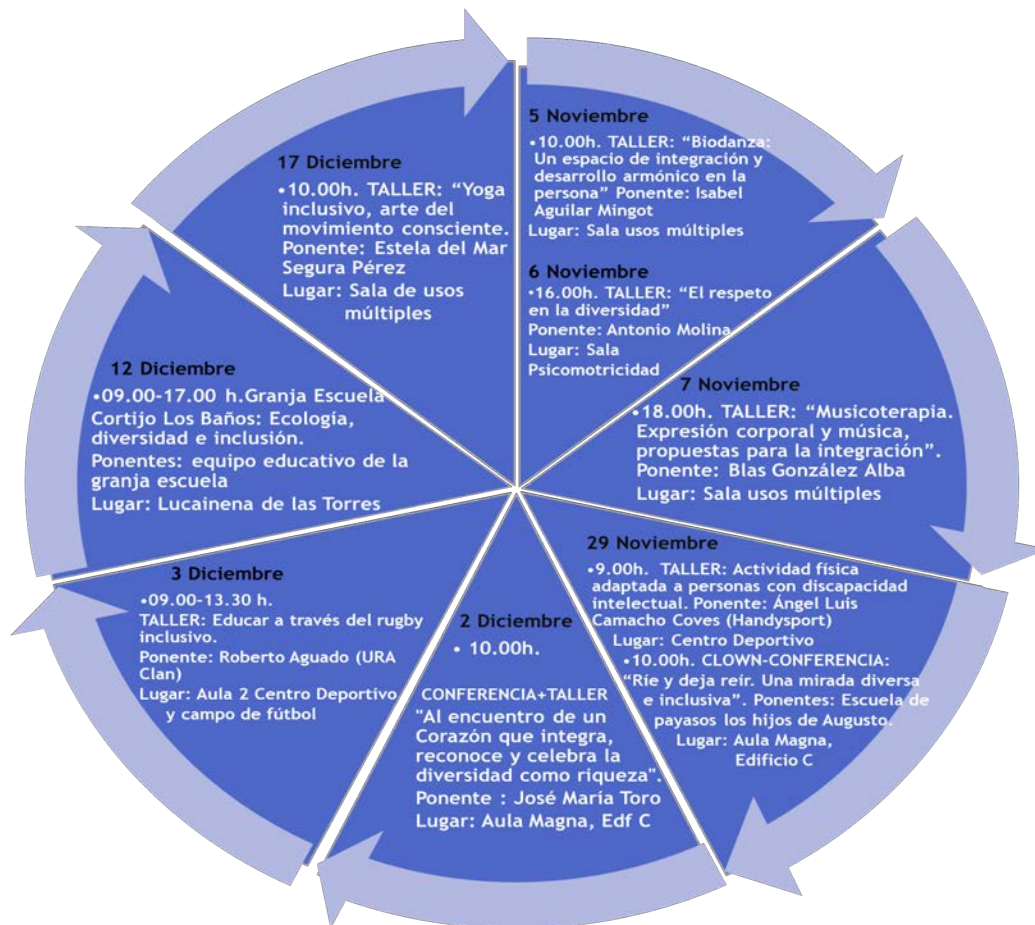 5 Noviembre
•10.00h. TALLER: “Biodanza:
Un espacio de integración y
desarrollo armónico en la
persona” Ponente: Isabel
Aguilar Mingot
Lugar: Sala usos múltiples
6 Noviembre
•16.00h. TALLER: “El respeto
en la diversidad”
Ponente: Antonio Molina
Lugar: Sala
Psicomotricidad
7 Noviembre
•18.00h. TALLER: “Musicoterapia.
Expresión corporal y música,
propuestas para la integración”.
Ponente: Blas González Alba
Lugar: Sala usos múltiples
29 Noviembre
•9.00h. TALLER: Actividad física
adaptada a personas con discapacidad
intelectual. Ponente: Ángel Luis
Camacho Coves (Handysport)
Lugar: Centro Deportivo
•10.00h. CLOWN-CONFERENCIA:
“Ríe y deja reír. Una mirada diversa
e inclusiva”. Ponentes: Escuela de
payasos los hijos de Augusto.
Lugar: Aula Magna,
Edificio C
2 Diciembre
• 10.00h.
CONFERENCIA+TALLER
"Al encuentro de un
Corazón que integra,
reconoce y celebra la
diversidad como riqueza".
Ponente : José María Toro
Lugar: Aula Magna, Edf C
3 Diciembre
•09.00-13.30 h.
TALLER: Educar a través del rugby
inclusivo.
Ponente: Roberto Aguado (URA
Clan)
Lugar: Aula 2 Centro Deportivo
y campo de fútbol
12 Diciembre
•09.00-17.00 h.Granja Escuela
Cortijo Los Baños: Ecología,
diversidad e inclusión.
Ponentes: equipo educativo de la
granja escuela
Lugar: Lucainena de las Torres
17 Diciembre
•10.00h. TALLER: “Yoga
inclusivo, arte del
movimiento consciente.
Ponente: Estela del Mar
Segura Pérez
Lugar: Sala de usos
múltiples